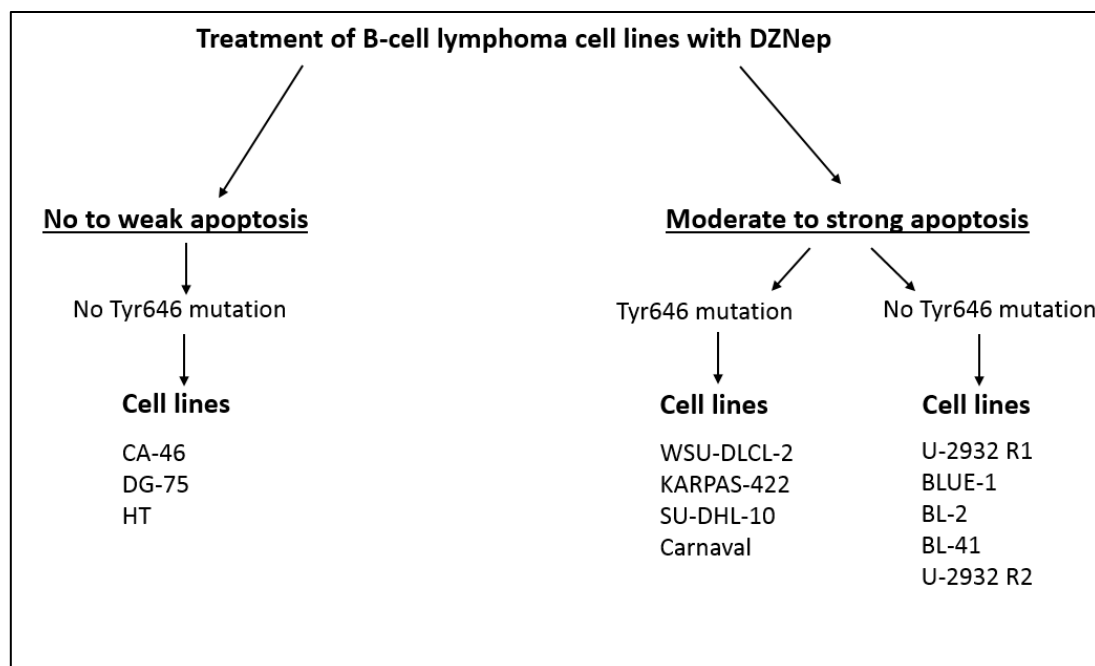 Treatment of B-cell lymphoma cell lines with DZNep
No to weak apoptosis
No Tyr646 mutation
Cell lines
CA-46
DG-75
HT
Moderate to strong apoptosis
Tyr646 mutation
Cell lines
WSU-DLCL-2
KARPAS-422
SU-DHL-10
Carnaval
No Tyr646 mutation
Cell lines
U-2932 R1
BLUE-1
BL-2
BL-41
U-2932 R2